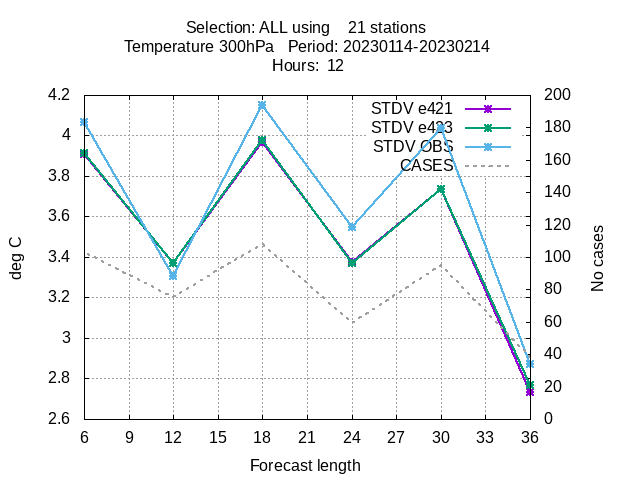 Selection: ALL using 21 stations
Temperature 300hPa Period: 20230114-20230214
Hours: 12
STDV e421
STDV e433
STDV OBS
CASES
4.2
4
3.8
3.6
3.4
3.2
3
2.8
2.6
200
180
160
140
120
100
80
60
40
20
0
deg C
No cases
6 9 12 15 18 21 24 27 30 33 36
Forecast length